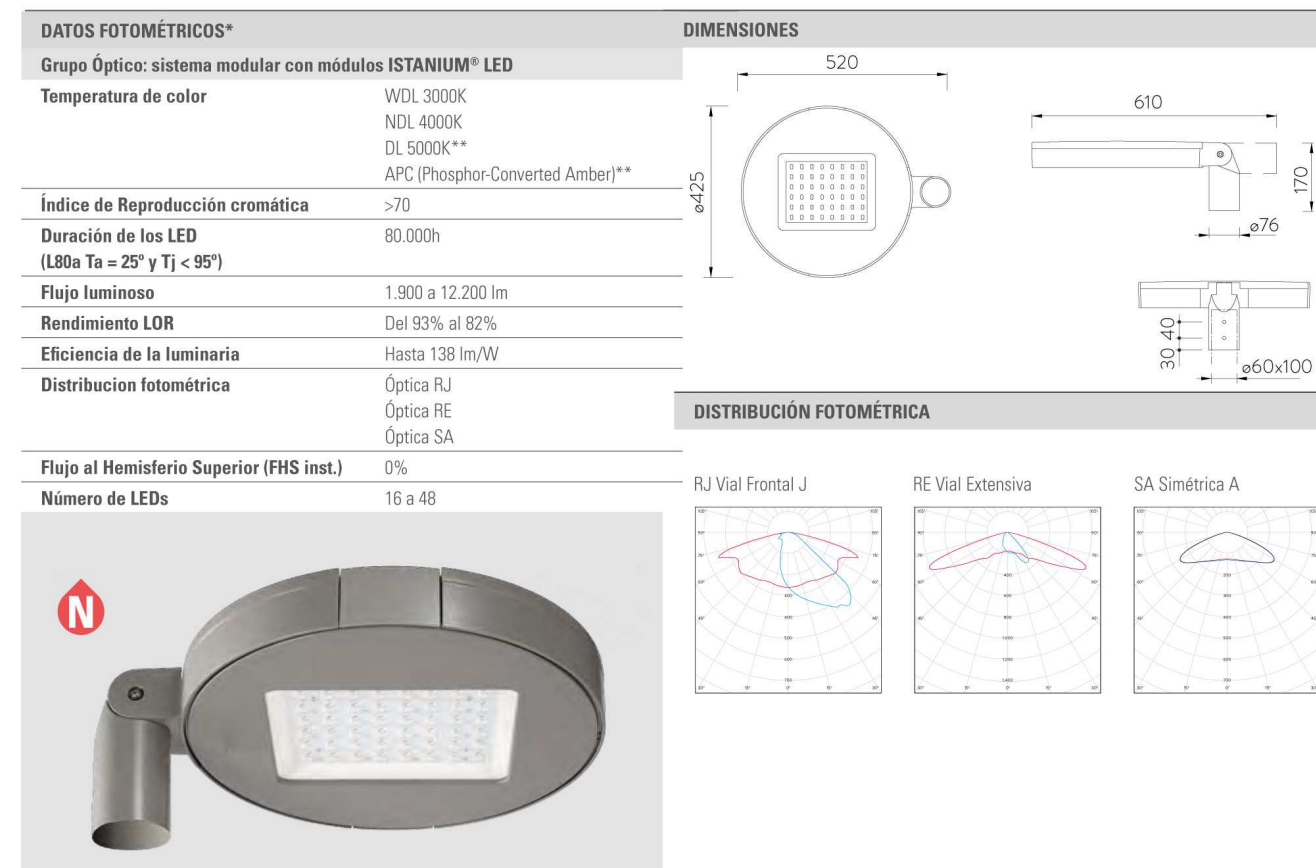 DATOS FOTOMÉTRICOS*
Grupo Óptico: sistema modular con módulos ISTANIUM® LED
Temperatura de color WDL 3000K
NDL 4000K
DL 5000K**
APC (Phosphor-Converted Amber)**
Índice de Reproducción cromática >70
Duración de los LED 80.000h
(L80a Ta = 25º y Tj < 95º)
Flujo luminoso 1.900 a 12.200 lm
Rendimiento LOR Del 93% al 82%
Eficiencia de la luminaria Hasta 138 lm/W
Distribucion fotométrica Óptica RJ
Óptica RE
Óptica SA
Flujo al Hemisferio Superior (FHS inst.) 0%
Número de LEDs 16 a 48
N
DIMENSIONES
520
ø425
610
170
ø76
40
30
ø60x100
DISTRIBUCIÓN FOTOMÉTRICA
RJ Vial Frontal J
RE Vial Extensiva
SA Simétrica A